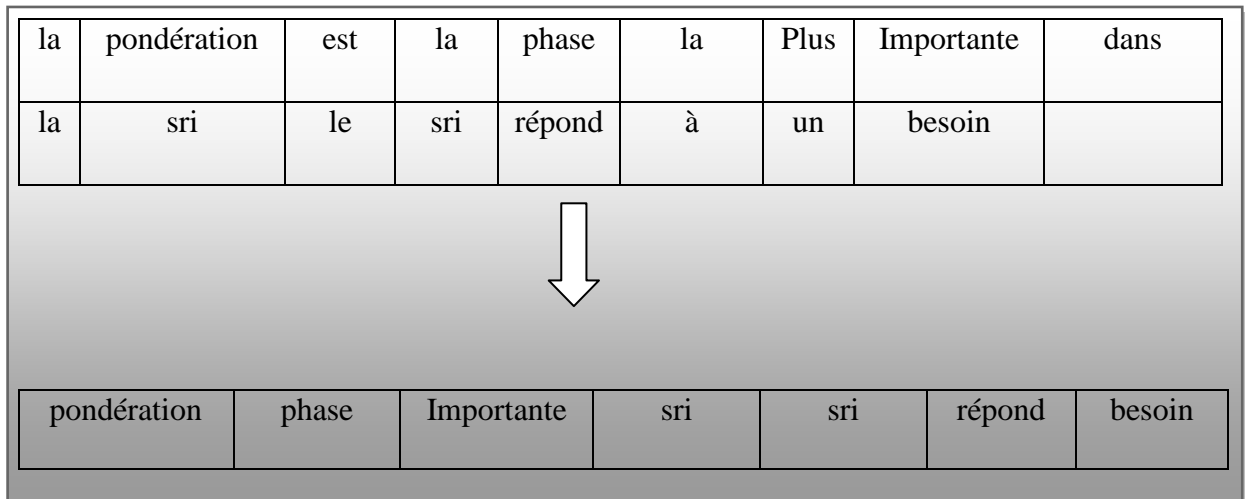 la pondération est la phase la Plus Importante dans
la sri le sri répond à un besoin
pondération phase Importante sri sri répond besoin